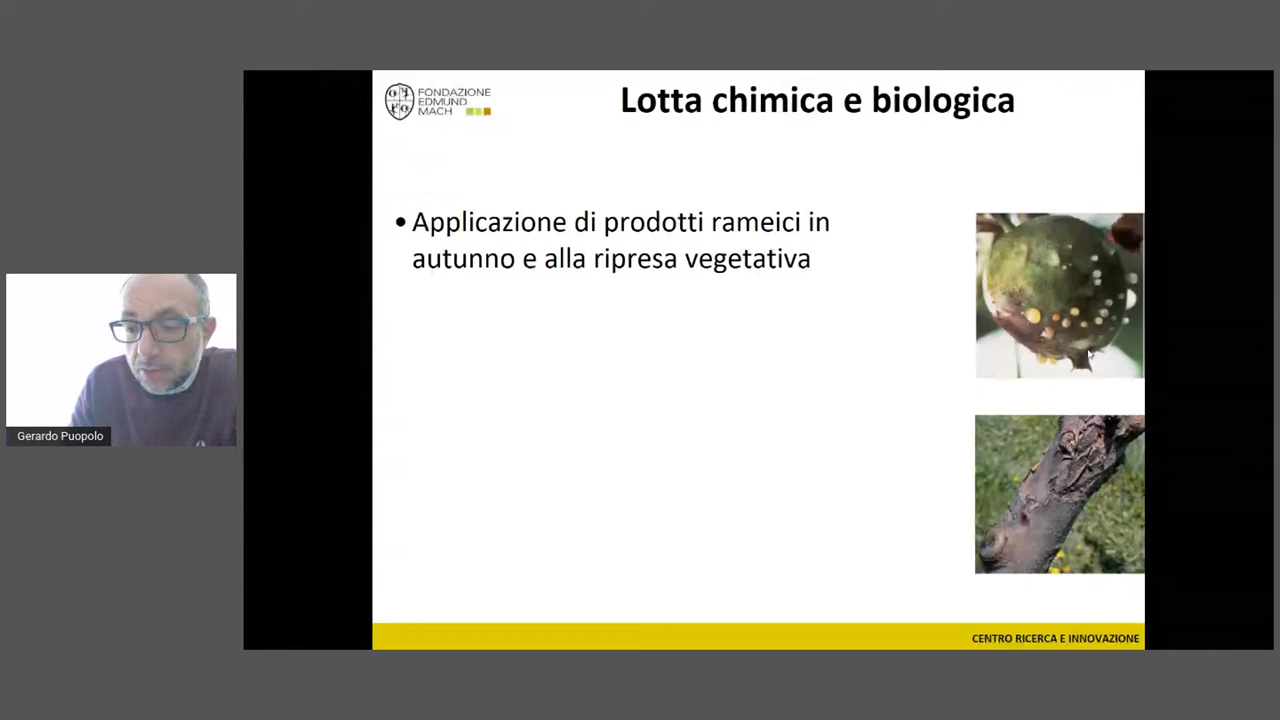 FONDAZIONE
EDMUND
MACH
Lotta chimica e biologica
• Applicazione di prodotti rameici in
autunno e alla ripresa vegetativa
Gerardo Puopolo
CENTRO RICERCA E INNOVAZIONE